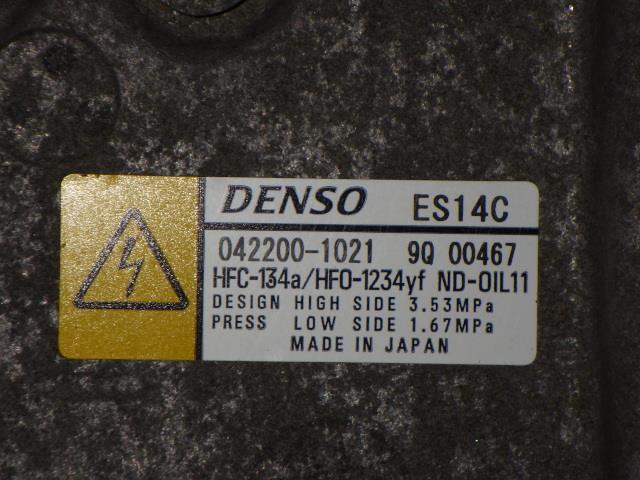 DENSO ES14C
042200-1021 9Q 00467
HFC-134a/HFO-1234yf ND-OIL11
DESIGN HIGH SIDE 3.53MPa
PRESS LOW SIDE 1.67MPa
MADE IN JAPAN